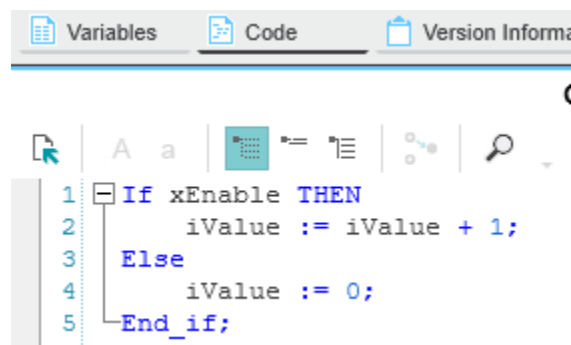 Variables Code Version Informa
A a
1 If xEnable THEN
2 iValue := iValue + 1;
3 Else
4 iValue := 0;
5 End_if;